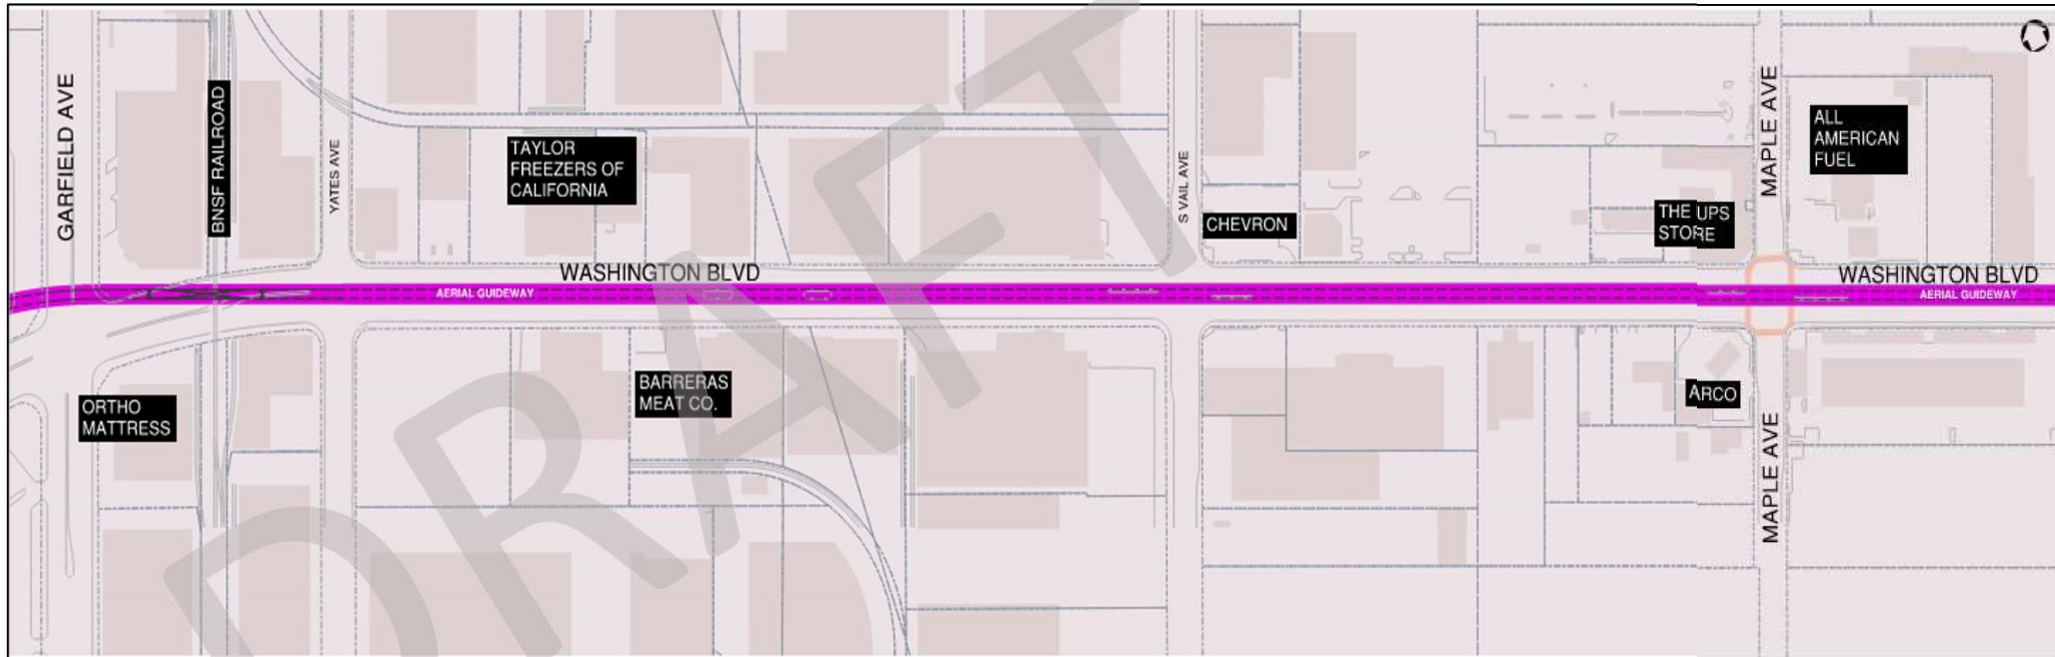 GARFIELD AVE
BNSF RAILROAD
YATES AVE
TAYLOR
FREEZERS OF
CALIFORNIA
S VAIL AVE
CHEVRON
THE UPS
STORE
MAPLE AVE
ALL
AMERICAN
FUEL
WASHINGTON BLVD
WASHINGTON BLVD
AERIAL GUIDEWAY
AERIAL GUIDEWAY
ORTHO
MATTRESS
BARRERAS
MEAT CO.
ARCO
MAPLE AVE
DRAFT